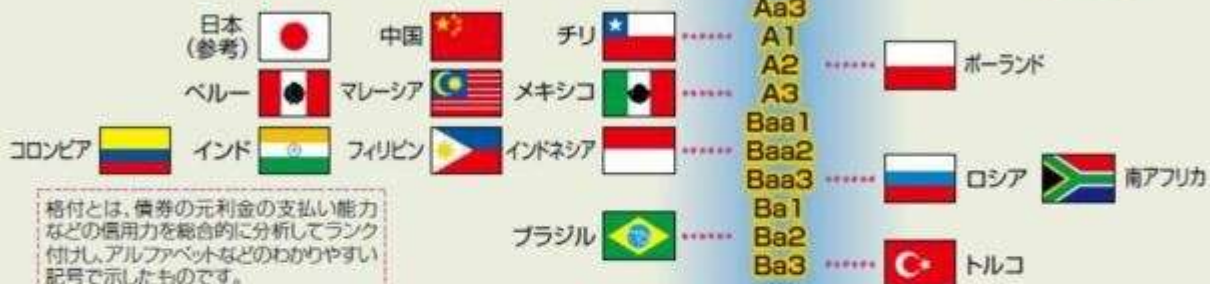 Aa3
日本
(参考)
中国
チリ
A1
A2
ポーランド
ペルー
マレーシア
メキシコ
A3
Baa1
コロンビア
インド
フィリピン
インドネシア
Baa2
Baa3
ロシア
南アフリカ
Ba1
ブラジル
Ba2
Ba3
トルコ
格付とは、債券の元利金の支払い能力
などの信用力を総合的に分析してランク
付けし、アルファベットなどのわかりやすい
記号で示したものです。